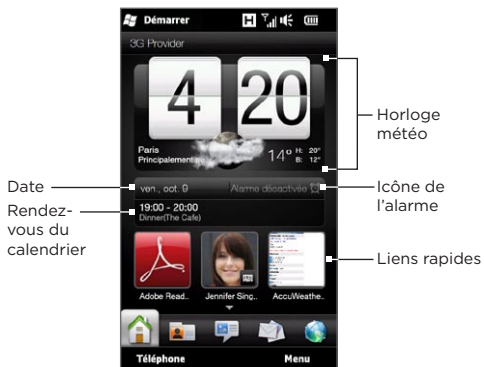 Démarrer
H
3G Provider
4 20
Horloge
météo
Paris
14° H: 20°
B: 12°
Date
ven., oct. 9 Alarme désactivée
Icône de
l'alarme
Rendez-
vous du
calendrier
19:00 - 20:00
Dinner(The Cafe)
Liens rapides
Adobe Read.. Jennifer Sing.. AccuWeathe..
Téléphone Menu